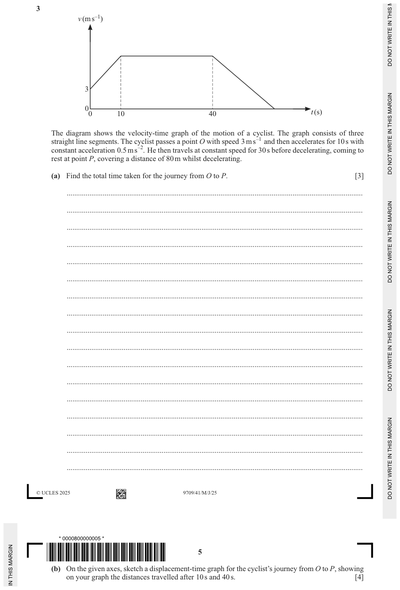 3
v(m s⁻¹)
3
0
0 10 40 t(s)
The diagram shows the velocity-time graph of the motion of a cyclist. The graph consists of three
straight line segments. The cyclist passes a point O with speed 3 m s⁻¹ and then accelerates for 10 s with
constant acceleration 0.5 m s⁻². He then travels at constant speed for 30 s before decelerating, coming to
rest at point P, covering a distance of 80 m whilst decelerating.
(a) Find the total time taken for the journey from O to P. [3]
© UCLES 2025 9709/41/M/J/25
* 0000800000005 *
5
(b) On the given axes, sketch a displacement-time graph for the cyclist's journey from O to P, showing
on your graph the distances travelled after 10 s and 40 s. [4]
DO NOT WRITE IN THIS M
DO NOT WRITE IN THIS MARGIN
DO NOT WRITE IN THIS MARGIN
DO NOT WRITE IN THIS MARGIN
DO NOT WRITE IN THIS MARGIN
IN THIS MARGIN